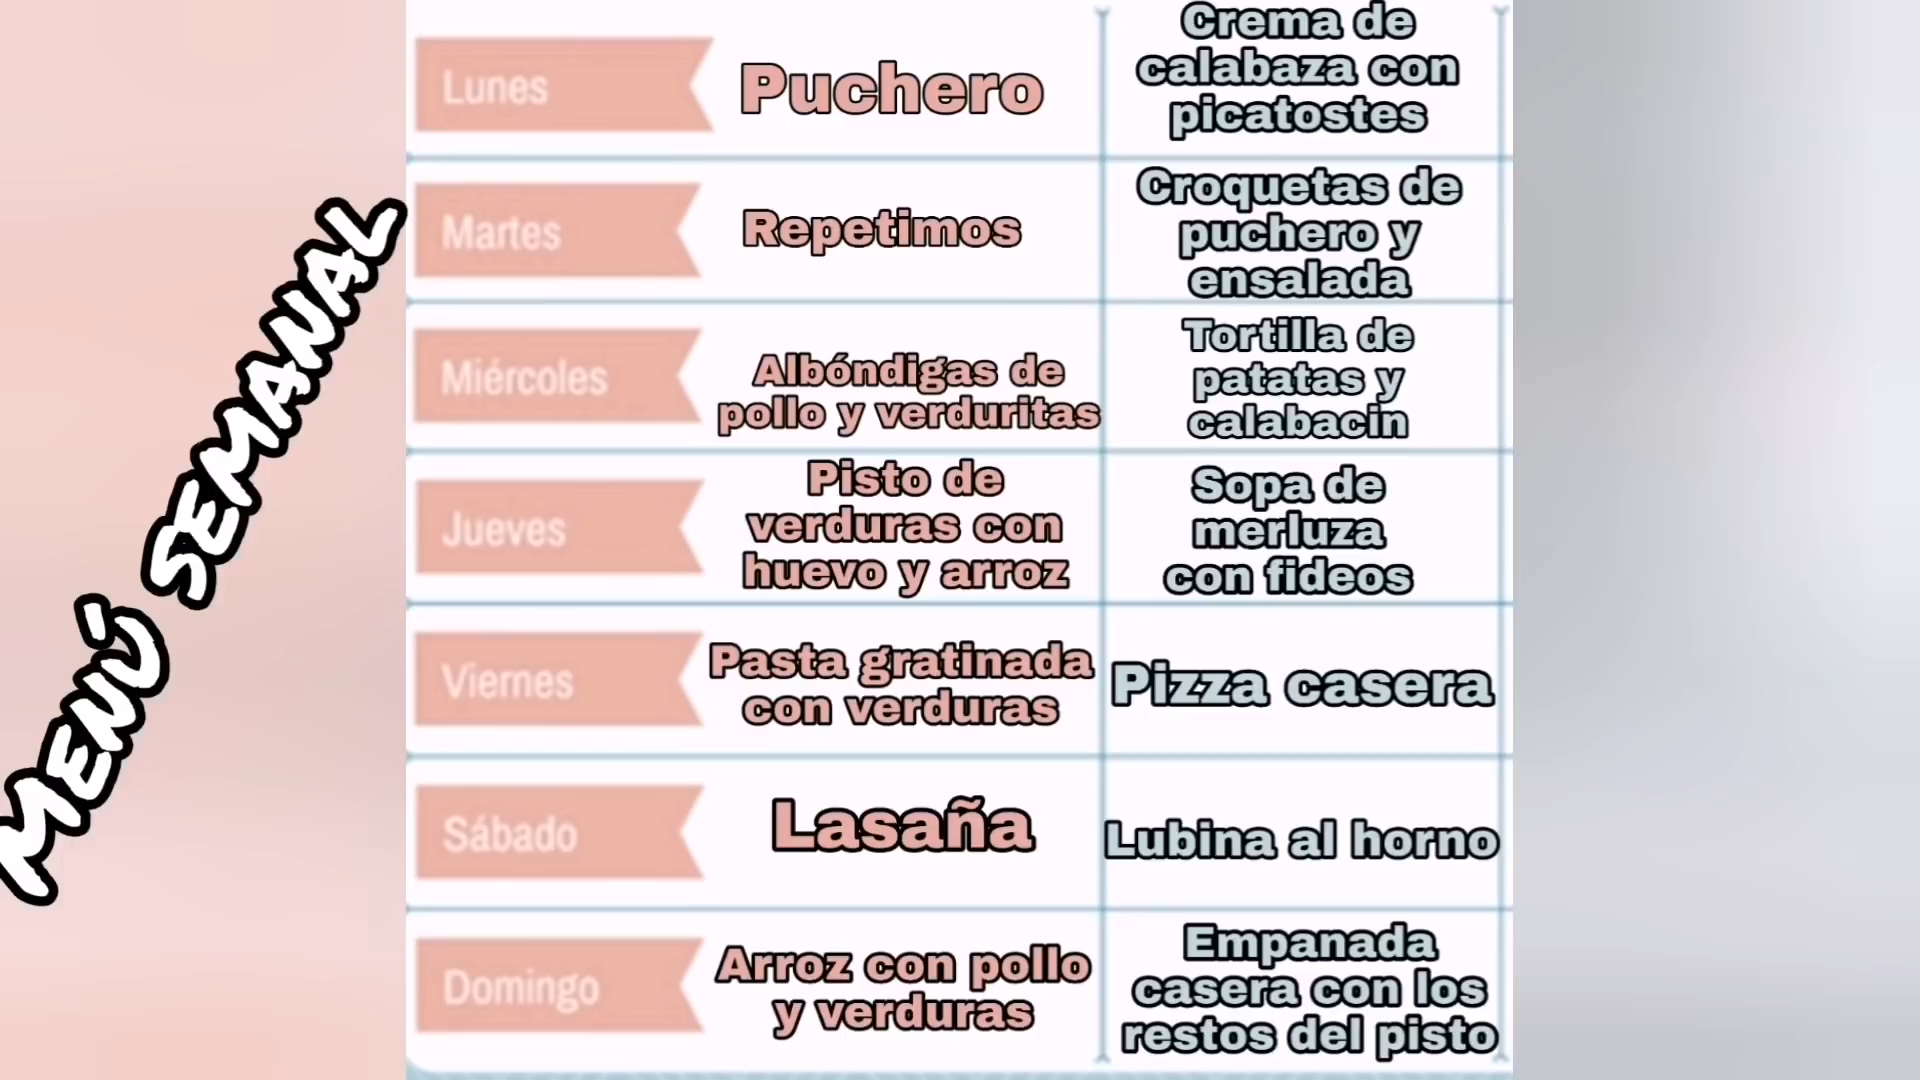 MENÚ SEMANAL
Lunes
Puchero
Crema de
calabaza con
picatostes
Martes
Repetimos
Croquetas de
puchero y
ensalada
Miércoles
Albóndigas de
pollo y verduritas
Tortilla de
patatas y
calabacin
Jueves
Pisto de
verduras con
huevo y arroz
Sopa de
merluza
con fideos
Viernes
Pasta gratinada
con verduras
Pizza casera
Sábado
Lasaña
Lubina al horno
Domingo
Arroz con pollo
y verduras
Empanada
casera con los
restos del pisto